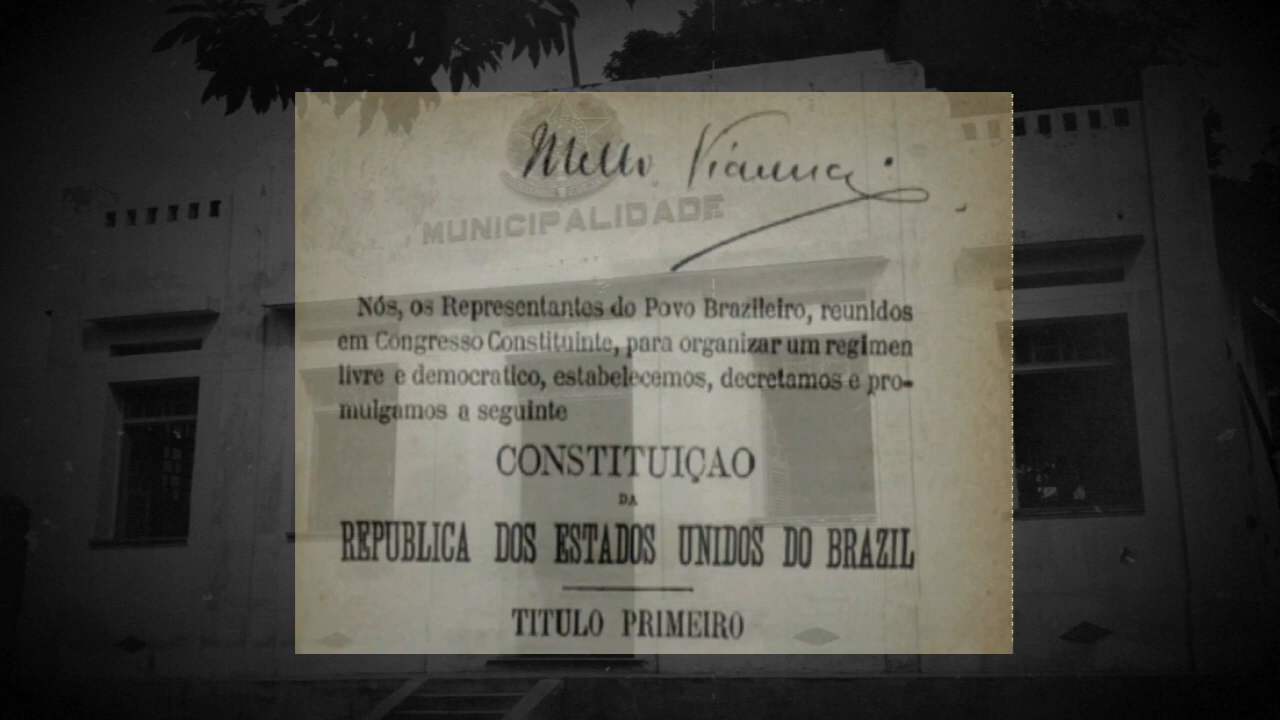 Mello Vianna.
MUNICIPALIDADE
Nós, os Representantes do Povo Brazileiro, reunidos
em Congresso Constituinte, para organizar um regimen
livre e democratico, estabelecemos, decretamos e pro-
mulgamos a seguinte
CONSTITUIÇAO
DA
REPUBLICA DOS ESTADOS UNIDOS DO BRAZIL
TITULO PRIMEIRO